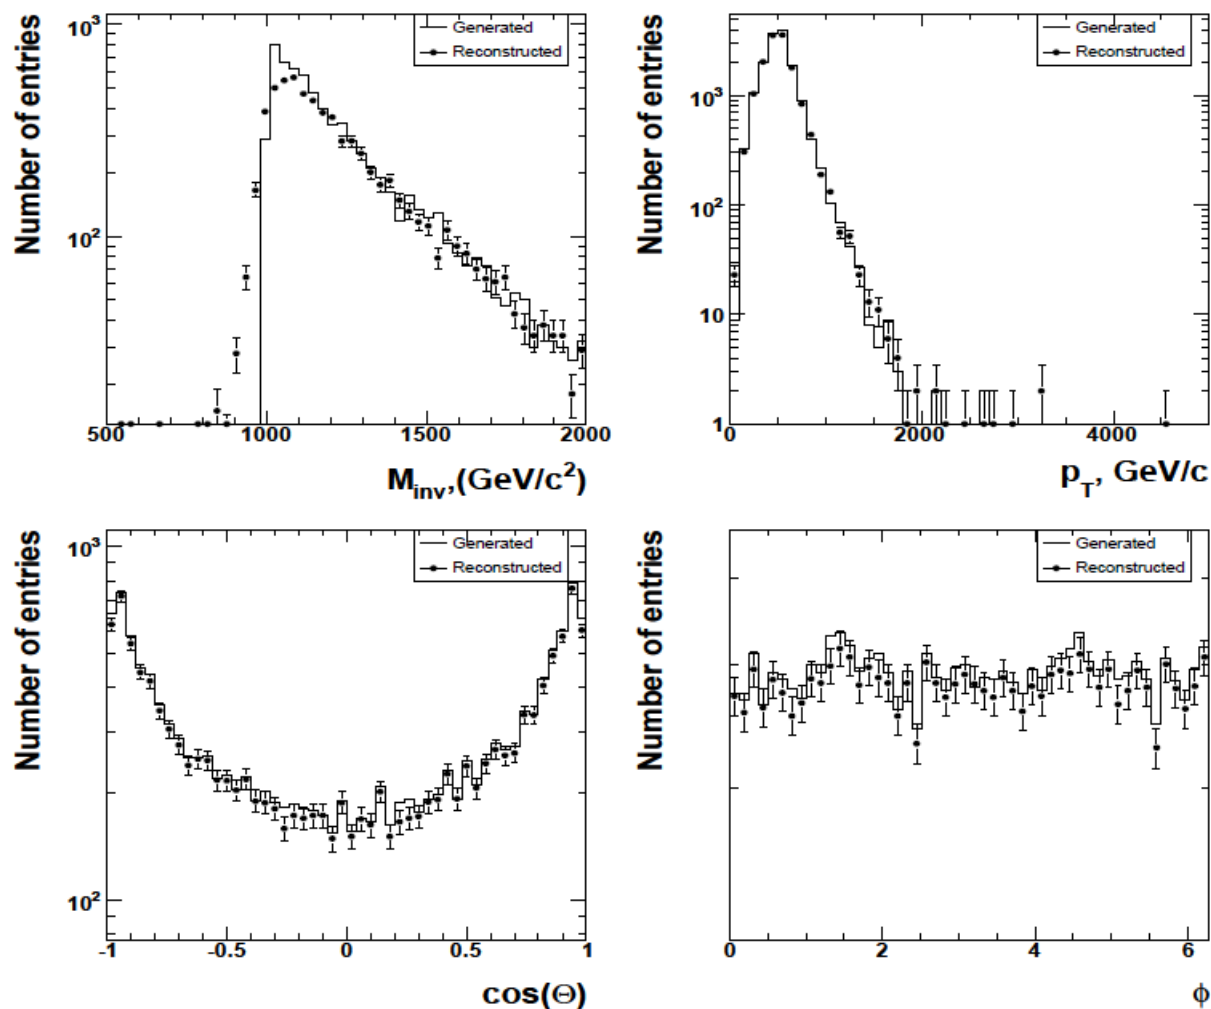 Number of entries
10³
10²
Generated
Reconstructed
500 1000 1500 2000
M_inv,(GeV/c²)
Number of entries
10³
10²
10
1
Generated
Reconstructed
0 2000 4000
p_T, GeV/c
Number of entries
10³
10²
Generated
Reconstructed
-1 -0.5 0 0.5 1
cos(Θ)
Number of entries
Generated
Reconstructed
0 2 4 6
ϕ